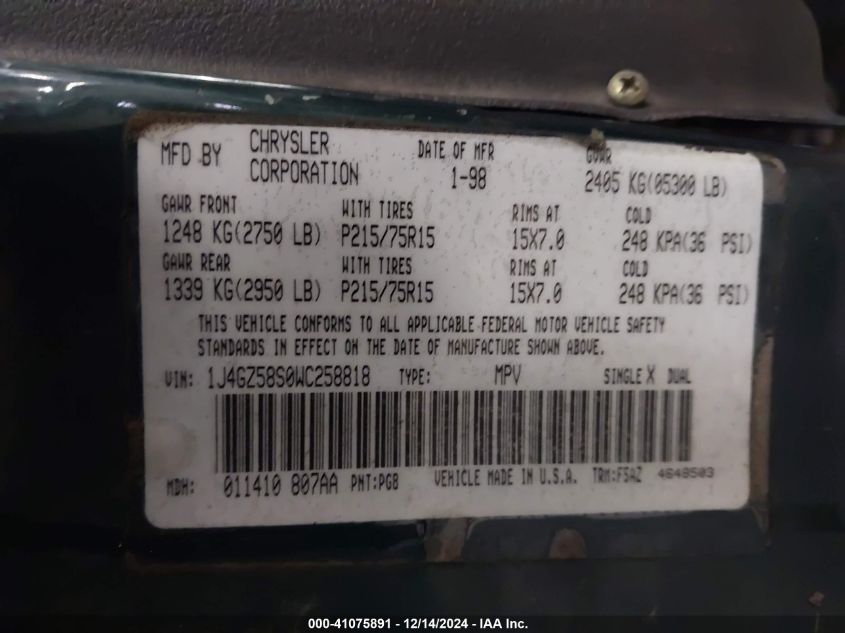 MFD BY CHRYSLER CORPORATION DATE OF MFR 1-98 GVWR 2405 KG(05300 LB)
GAWR FRONT WITH TIRES RIMS AT COLD
1248 KG(2750 LB) P215/75R15 15X7.0 248 KPA(36 PSI)
GAWR REAR WITH TIRES RIMS AT COLD
1339 KG(2950 LB) P215/75R15 15X7.0 248 KPA(36 PSI)
THIS VEHICLE CONFORMS TO ALL APPLICABLE FEDERAL MOTOR VEHICLE SAFETY
STANDARDS IN EFFECT ON THE DATE OF MANUFACTURE SHOWN ABOVE.
VIN: 1J4GZ58S0WC258818 TYPE: MPV SINGLE X DUAL
MDH: 011410 807AA PNT:PG8 VEHICLE MADE IN U.S.A. TRM:F5AZ 4648503
000-41075891 - 12/14/2024 - IAA Holdings, LLC.